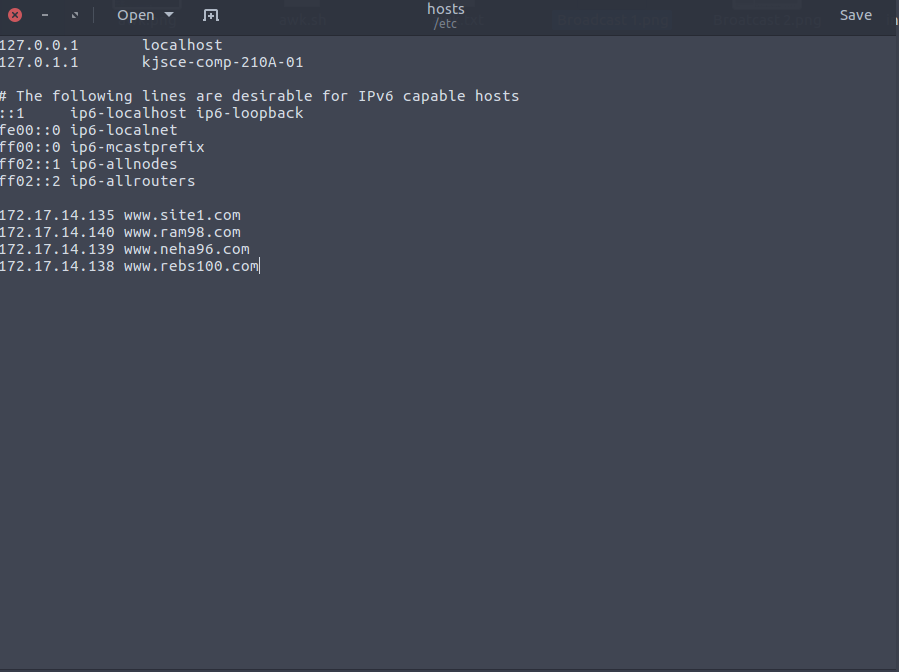 Open
hosts
/etc
Save
127.0.0.1       localhost
127.0.1.1       kjsce-comp-210A-01
# The following lines are desirable for IPv6 capable hosts
::1     ip6-localhost ip6-loopback
fe00::0 ip6-localnet
ff00::0 ip6-mcastprefix
ff02::1 ip6-allnodes
ff02::2 ip6-allrouters
172.17.14.135 www.site1.com
172.17.14.140 www.ram98.com
172.17.14.139 www.neha96.com
172.17.14.138 www.rebs100.com